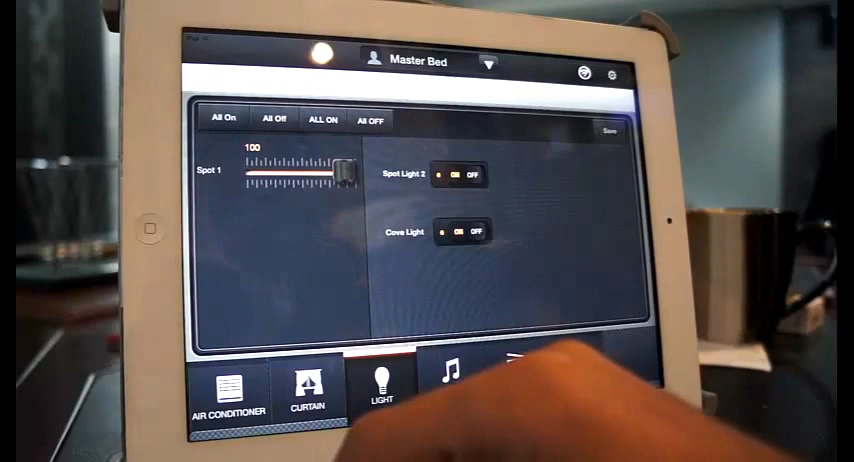 Master Bed
All On All Off ALL ON All OFF
Save
100
Spot 1
Spot Light 2 ON OFF
Cove Light ON OFF
AIR CONDITIONER CURTAIN LIGHT